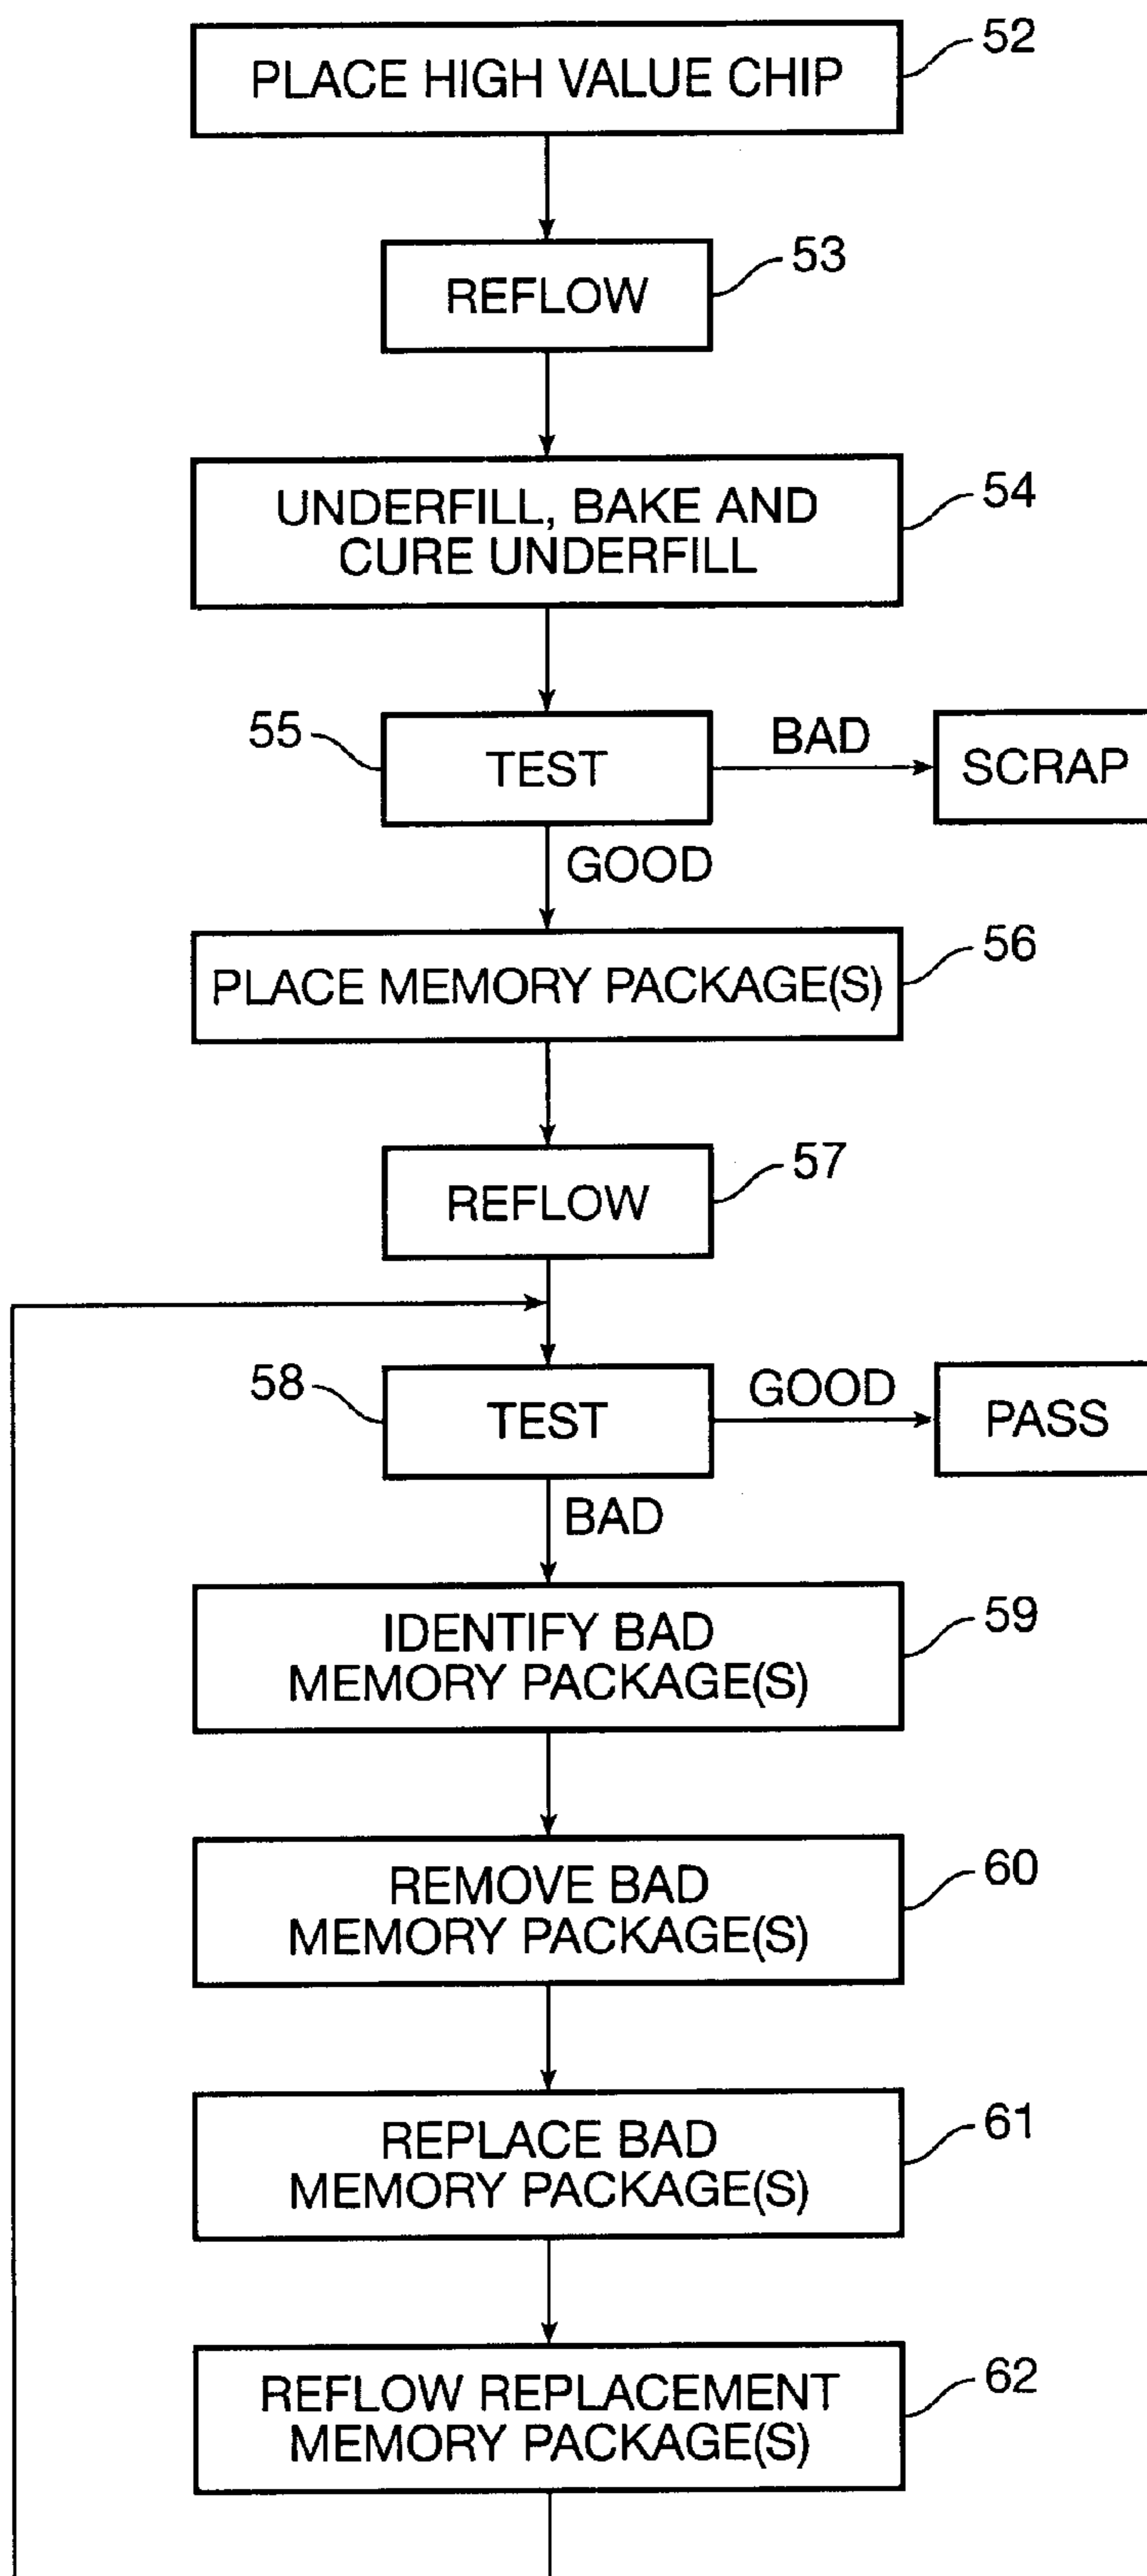 PLACE HIGH VALUE CHIP
52
REFLOW
53
UNDERFILL, BAKE AND
CURE UNDERFILL
54
55
TEST
BAD
SCRAP
GOOD
PLACE MEMORY PACKAGE(S)
56
REFLOW
57
58
TEST
GOOD
PASS
BAD
IDENTIFY BAD
MEMORY PACKAGE(S)
59
REMOVE BAD
MEMORY PACKAGE(S)
60
REPLACE BAD
MEMORY PACKAGE(S)
61
REFLOW REPLACEMENT
MEMORY PACKAGE(S)
62